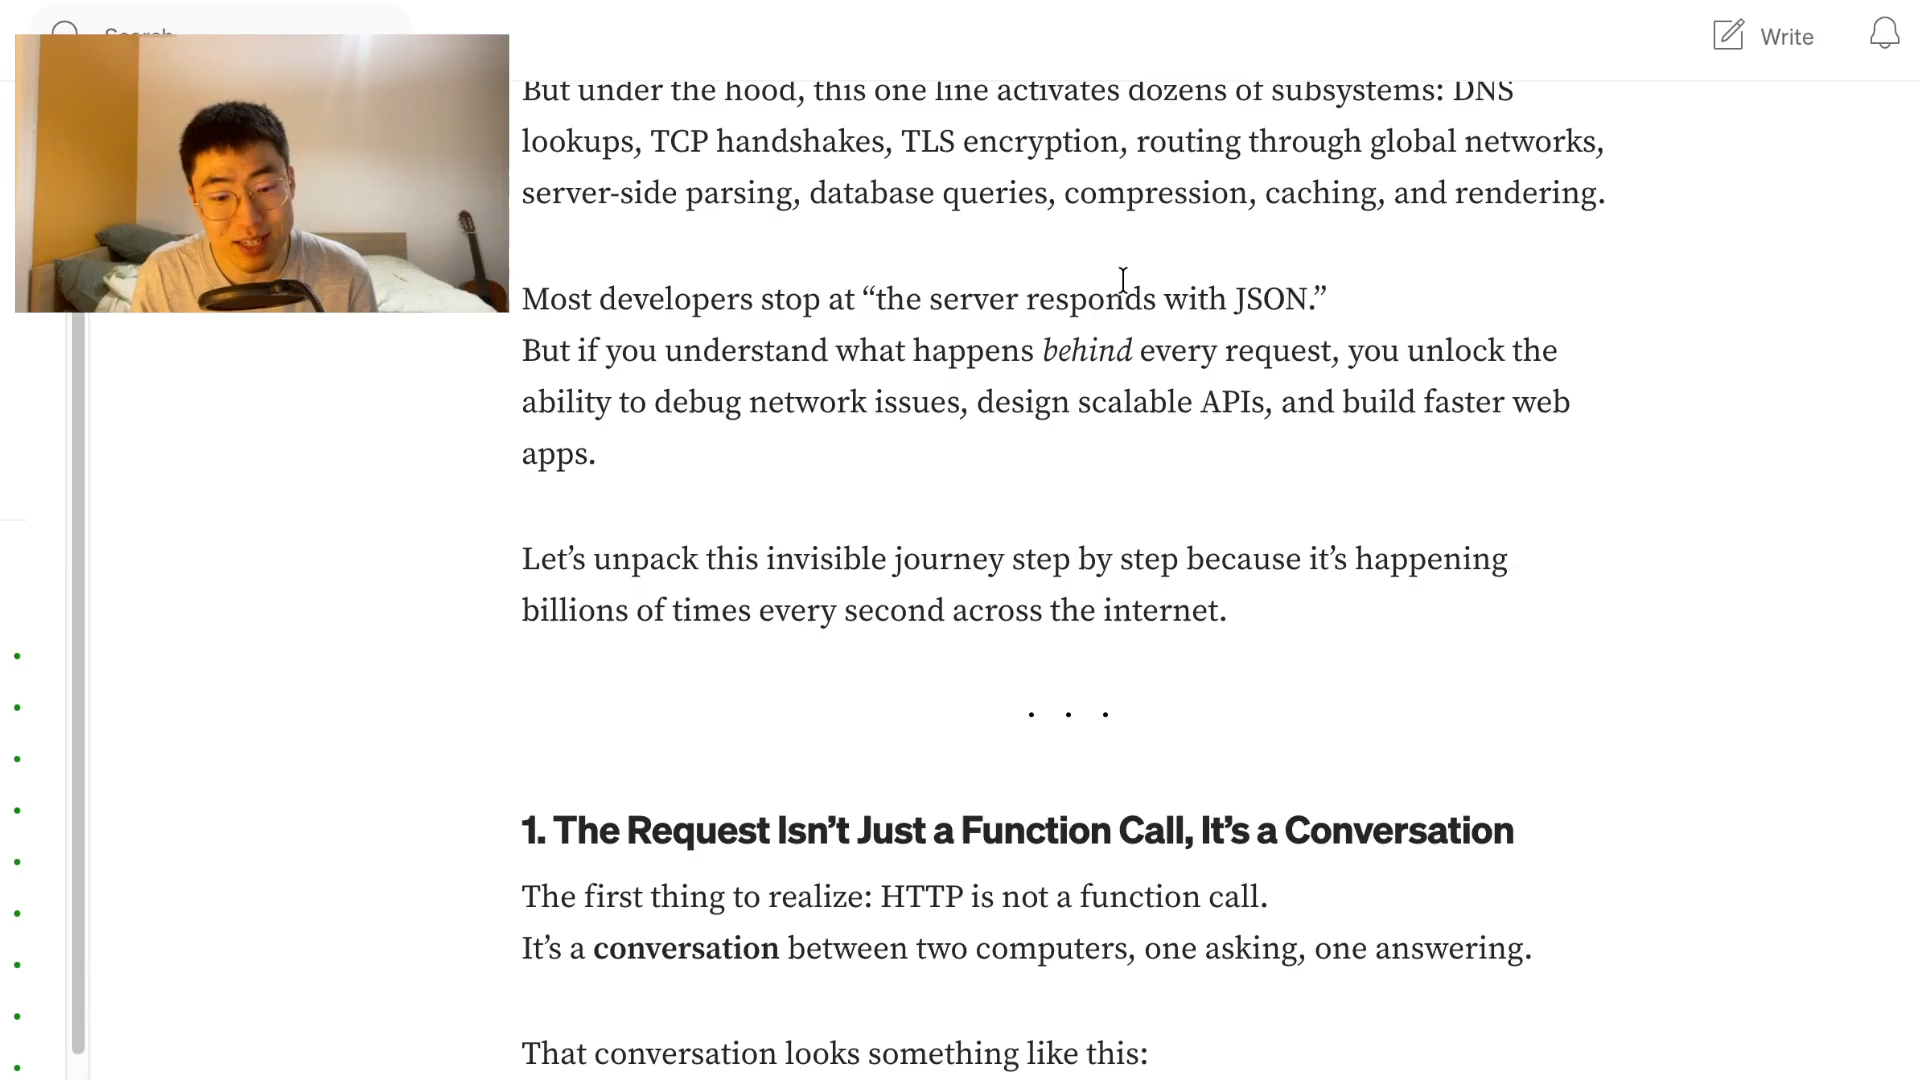 Search
Write
But under the hood, this one line activates dozens of subsystems: DNS
lookups, TCP handshakes, TLS encryption, routing through global networks,
server-side parsing, database queries, compression, caching, and rendering.
Most developers stop at “the server responds with JSON.”
But if you understand what happens behind every request, you unlock the
ability to debug network issues, design scalable APIs, and build faster web
apps.
Let’s unpack this invisible journey step by step because it’s happening
billions of times every second across the internet.
. . .
1. The Request Isn’t Just a Function Call, It’s a Conversation
The first thing to realize: HTTP is not a function call.
It’s a conversation between two computers, one asking, one answering.
That conversation looks something like this: